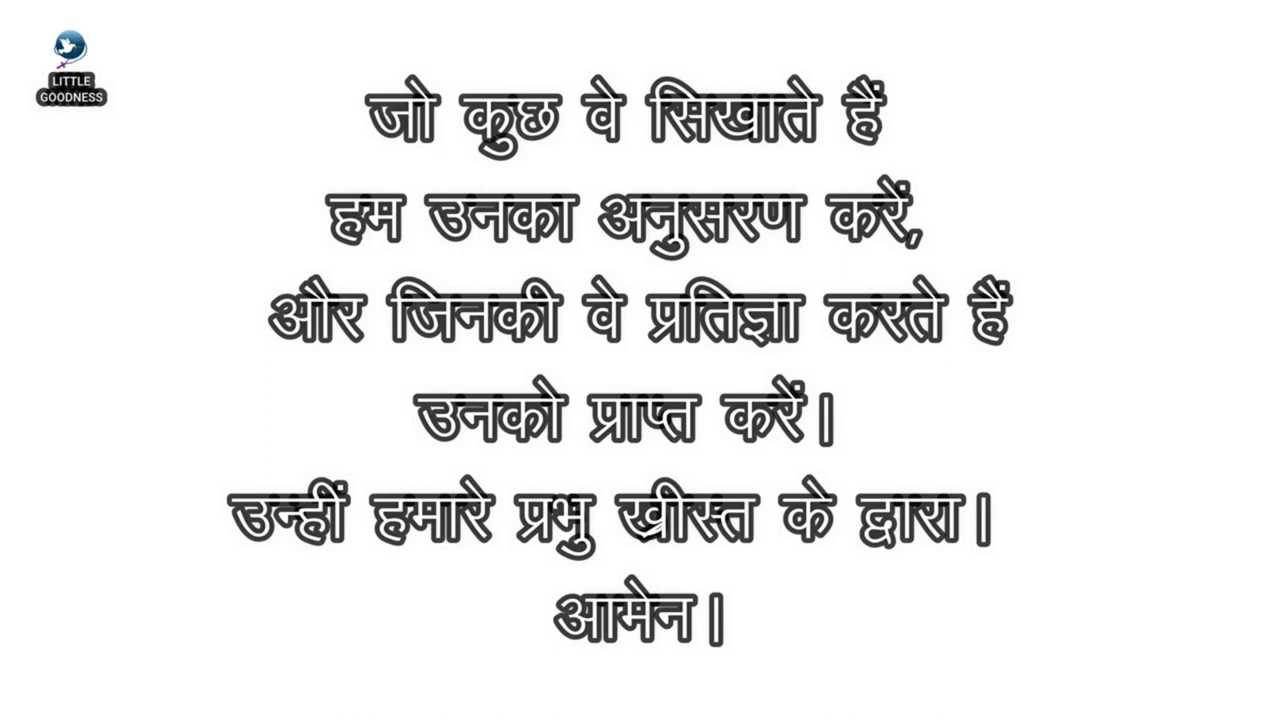 LITTLE
GOODNESS
जो कुछ वे सिखाते हैं
हम उनका अनुसरण करें,
और जिनकी वे प्रतिज्ञा करते हैं
उनको प्राप्त करें।
उन्हीं हमारे प्रभु ख्रीस्त के द्वारा।
आमेन।